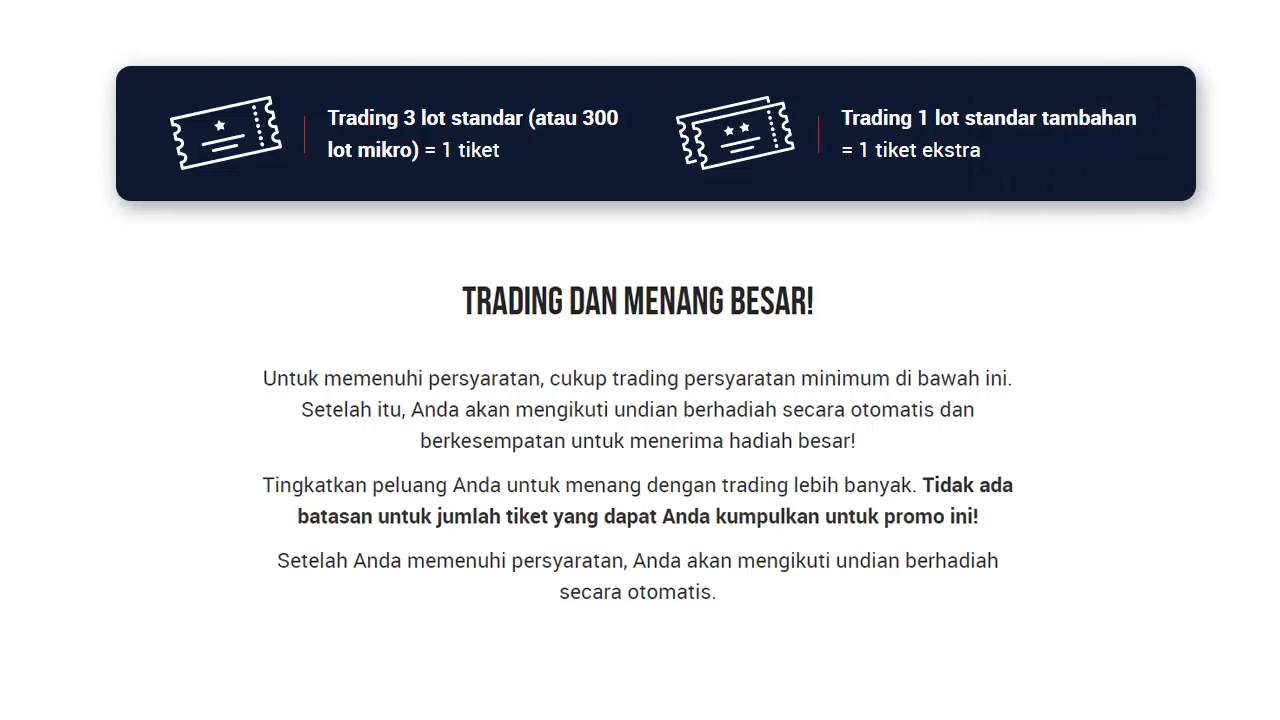 Trading 3 lot standar (atau 300
lot mikro) = 1 tiket
Trading 1 lot standar tambahan
= 1 tiket ekstra
TRADING DAN MENANG BESAR!
Untuk memenuhi persyaratan, cukup trading persyaratan minimum di bawah ini.
Setelah itu, Anda akan mengikuti undian berhadiah secara otomatis dan
berkesempatan untuk menerima hadiah besar!
Tingkatkan peluang Anda untuk menang dengan trading lebih banyak. Tidak ada
batasan untuk jumlah tiket yang dapat Anda kumpulkan untuk promo ini!
Setelah Anda memenuhi persyaratan, Anda akan mengikuti undian berhadiah
secara otomatis.